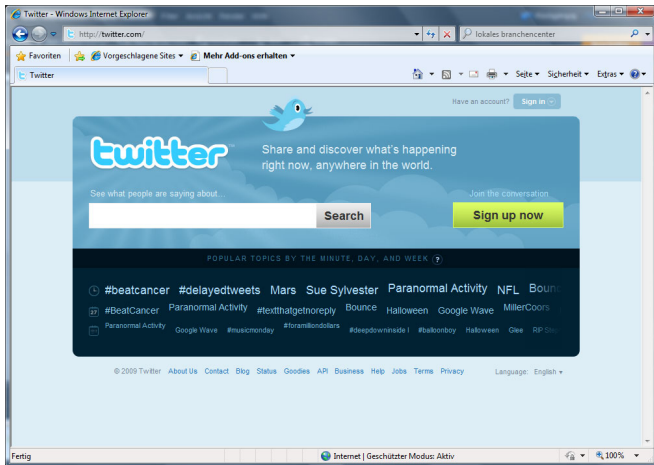 Twitter - Windows Internet Explorer
http://twitter.com/
lokales branchencenter
Favoriten Vorgeschlagene Sites Mehr Add-ons erhalten
Twitter
Seite Sicherheit Extras
Have an account? Sign in
twitter
Share and discover what's happening
right now, anywhere in the world.
See what people are saying about...
Join the conversation
Search
Sign up now
POPULAR TOPICS BY THE MINUTE, DAY, AND WEEK ?
#beatcancer #delayedtweets Mars Sue Sylvester Paranormal Activity NFL Boun
27 #BeatCancer Paranormal Activity #textthatgetnoreply Bounce Halloween Google Wave MillerCoors
Paranormal Activity Google Wave #musicmonday #foramilliondollars #deepdowninside I #balloonboy Halloween Glee RIP
© 2009 Twitter About Us Contact Blog Status Goodies API Business Help Jobs Terms Privacy
Language: English
Fertig
Internet | Geschützter Modus: Aktiv
100%